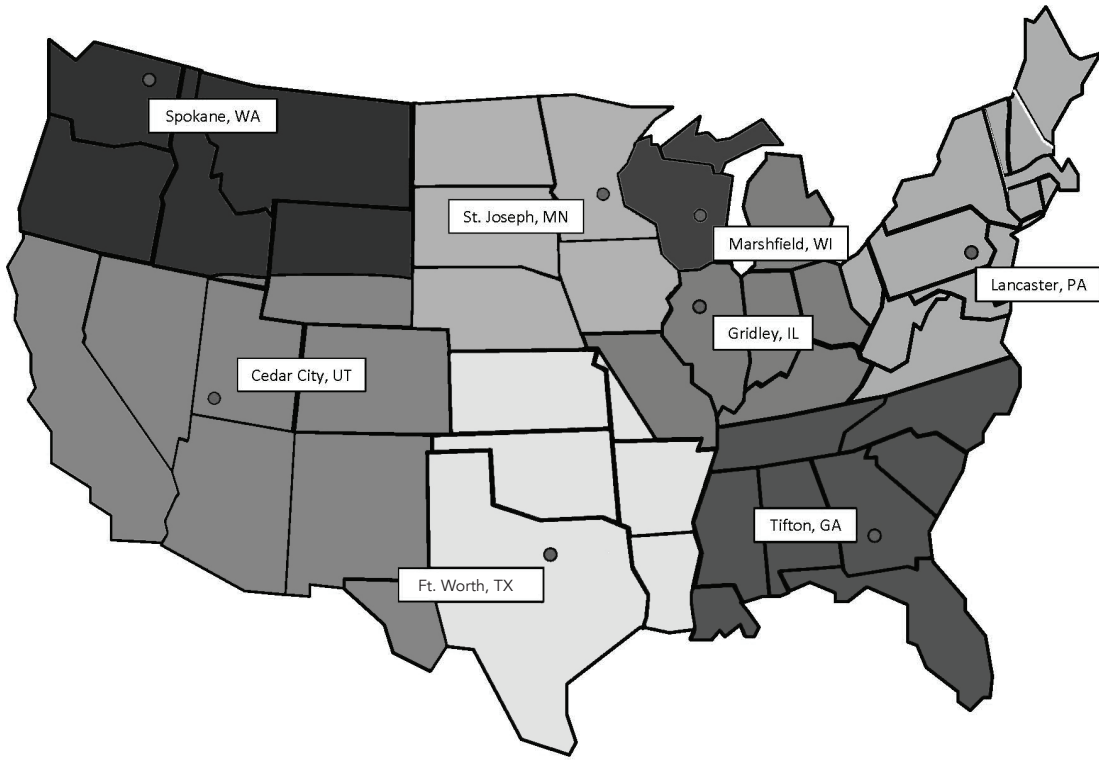 Spokane, WA
St. Joseph, MN
Marshfield, WI
Lancaster, PA
Gridley, IL
Cedar City, UT
Tifton, GA
Ft. Worth, TX